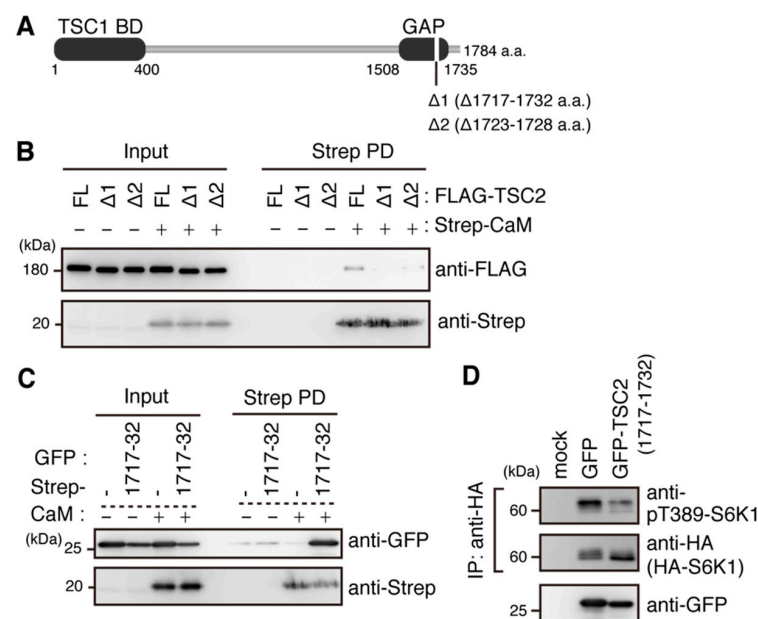 A
TSC1 BD GAP
1784 a.a.
1 400 1508 1735
Δ1 (Δ1717-1732 a.a.)
Δ2 (Δ1723-1728 a.a.)
B
Input Strep PD
FL Δ1 Δ2 FL Δ1 Δ2 FL Δ1 Δ2 FL Δ1 Δ2 : FLAG-TSC2
− − − + + + − − − + + + : Strep-CaM
(kDa)
180 anti-FLAG
20 anti-Strep
C
Input Strep PD
GFP : - 1717-32 - 1717-32 - 1717-32 - 1717-32
Strep-
CaM : − − + + − − + +
(kDa)
25 anti-GFP
20 anti-Strep
D
mock GFP GFP-TSC2 (1717-1732)
(kDa)
IP: anti-HA
60 anti-
pT389-S6K1
60 anti-HA
(HA-S6K1)
25 anti-GFP